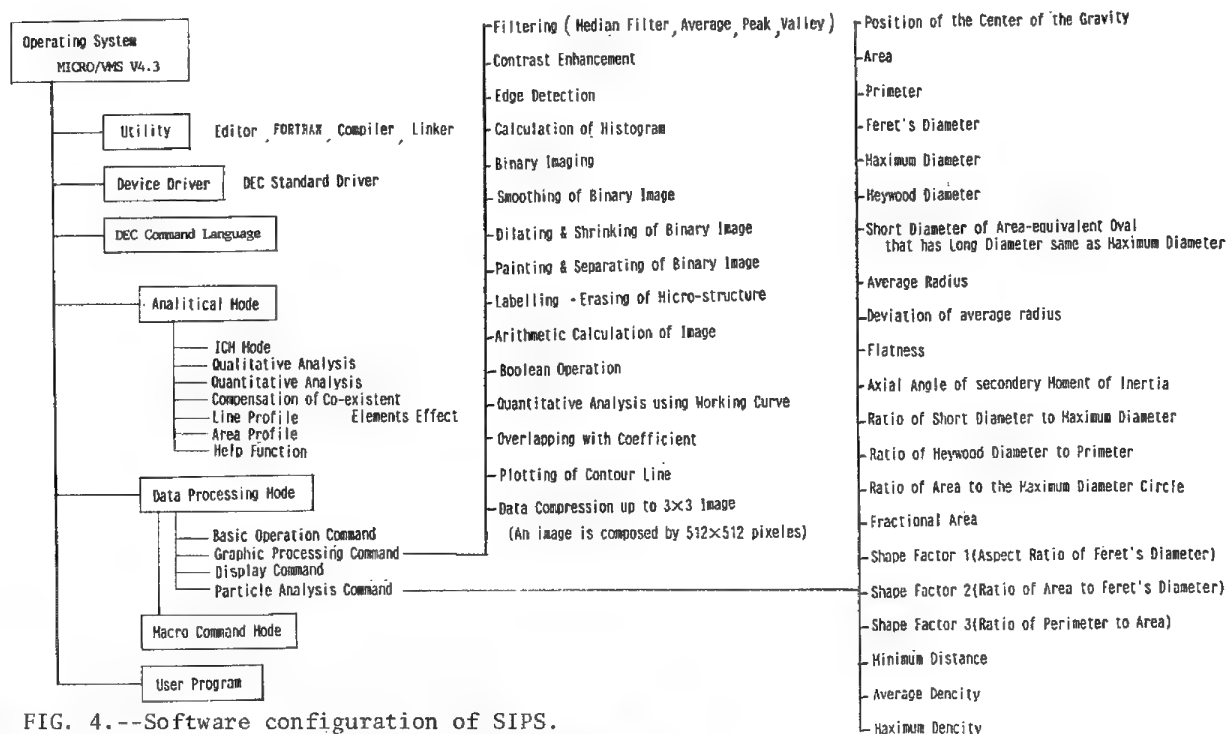 Operating System
MICRO/VMS V4.3
Utility
Editor , FORTRAX, Compiler , Linker
Device Driver
DEC Standard Driver
DEC Command Language
Analitical Mode
ICM Mode
Qualitative Analysis
Quantitative Analysis
Compensation of Co-existent
Line Profile Elements Effect
Area Profile
Help Function
Data Processing Mode
Basic Operation Command
Graphic Processing Command
Display Command
Particle Analysis Command
Macro Command Mode
User Program
Filtering ( Median Filter, Average, Peak, Valley)
Contrast Enhancement
Edge Detection
Calculation of Histogram
Binary Imaging
Smoothing of Binary Image
Dilating & Shrinking of Binary Image
Painting & Separating of Binary Image
Labelling - Erasing of Micro-structure
Arithmetic Calculation of Image
Boolean Operation
Quantitative Analysis using Working Curve
Overlapping with Coefficient
Plotting of Contour Line
Data Compression up to 3×3 Image
(An image is composed by 512×512 pixeles)
Position of the Center of the Gravity
Area
Primeter
Feret's Diameter
Maximum Diameter
Heywood Diameter
Short Diameter of Area-equivalent Oval
that has Long Diameter same as Maximum Diameter
Average Radius
Deviation of average radius
Flatness
Axial Angle of secondery Moment of Inertia
Ratio of Short Diameter to Maximum Diameter
Ratio of Heywood Diameter to Primeter
Ratio of Area to the Maximum Diameter Circle
Fractional Area
Shape Factor 1(Aspect Ratio of Feret's Diameter)
Shape Factor 2(Ratio of Area to Feret's Diameter)
Shape Factor 3(Ratio of Perimeter to Area)
Minimum Distance
Average Dencity
Maximum Dencity
FIG. 4.--Software configuration of SIPS.